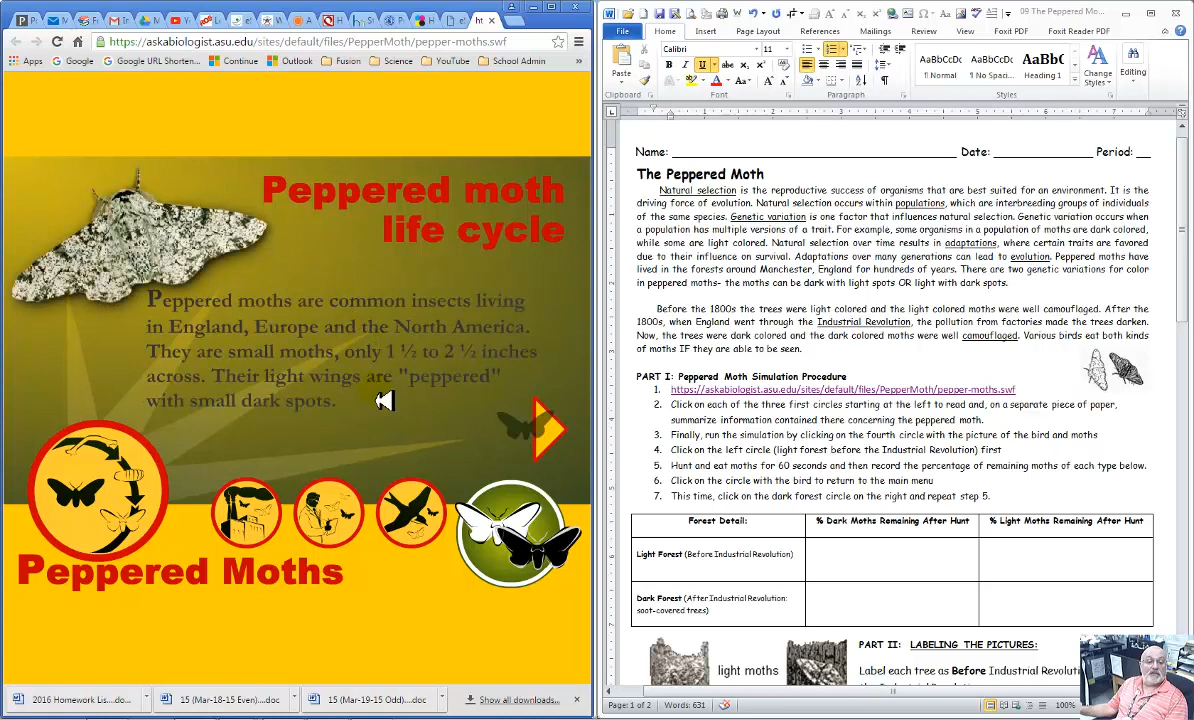 09 The Peppered Mo...
https://askabiologist.asu.edu/sites/default/files/PepperMoth/pepper-moths.swf
Apps Google Google URL Shorten... Continue Outlook Fusion Science YouTube School Admin »
File Home Insert Page Layout References Mailings Review View Foxit PDF Foxit Reader PDF
Calibri 11
Paste
AaBbCcDc AaBbCcDc AaBbC
¶ Normal ¶ No Spaci... Heading 1
Change Styles
Editing
Clipboard Font Paragraph Styles
Peppered moth
life cycle
Peppered moths are common insects living
in England, Europe and the North America.
They are small moths, only 1 ½ to 2 ½ inches
across. Their light wings are "peppered"
with small dark spots.
Peppered Moths
Name: Date: Period:
The Peppered Moth
Natural selection is the reproductive success of organisms that are best suited for an environment. It is the
driving force of evolution. Natural selection occurs within populations, which are interbreeding groups of individuals
of the same species. Genetic variation is one factor that influences natural selection. Genetic variation occurs when
a population has multiple versions of a trait. For example, some organisms in a population of moths are dark colored,
while some are light colored. Natural selection over time results in adaptations, where certain traits are favored
due to their influence on survival. Adaptations over many generations can lead to evolution. Peppered moths have
lived in the forests around Manchester, England for hundreds of years. There are two genetic variations for color
in peppered moths- the moths can be dark with light spots OR light with dark spots.
Before the 1800s the trees were light colored and the light colored moths were well camouflaged. After the
1800s, when England went through the Industrial Revolution, the pollution from factories made the trees darken.
Now, the trees were dark colored and the dark colored moths were well camouflaged. Various birds eat both kinds
of moths IF they are able to be seen.
PART I: Peppered Moth Simulation Procedure
1. https://askabiologist.asu.edu/sites/default/files/PepperMoth/pepper-moths.swf
2. Click on each of the three first circles starting at the left to read and, on a separate piece of paper,
summarize information contained there concerning the peppered moth.
3. Finally, run the simulation by clicking on the fourth circle with the picture of the bird and moths
4. Click on the left circle (light forest before the Industrial Revolution) first
5. Hunt and eat moths for 60 seconds and then record the percentage of remaining moths of each type below.
6. Click on the circle with the bird to return to the main menu
7. This time, click on the dark forest circle on the right and repeat step 5.
Forest Detail: % Dark Moths Remaining After Hunt % Light Moths Remaining After Hunt
Light Forest (Before Industrial Revolution)
Dark Forest (After Industrial Revolution:
soot-covered trees)
light moths
PART II: LABELING THE PICTURES:
Label each tree as Before Industrial
2016 Homework Lis....do... 15 (Mar-18-15 Even)....doc 15 (Mar-19-15 Odd)....doc Show all downloads...
Page: 1 of 2 Words: 631 100%